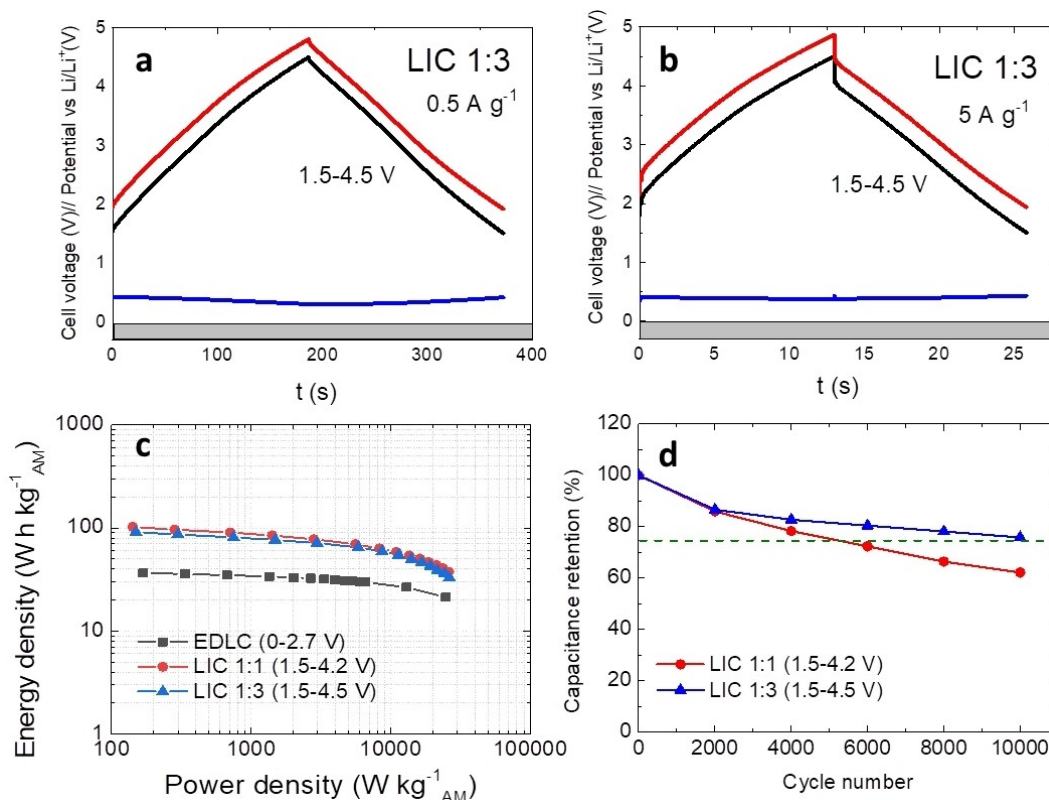 a
LIC 1:3
0.5 A g⁻¹
1.5-4.5 V
Cell voltage (V)// Potential vs Li/Li⁺(V)
5
4
3
2
1
0
0 100 200 300 400
t (s)
b
LIC 1:3
5 A g⁻¹
1.5-4.5 V
Cell voltage (V)// Potential vs Li/Li⁺(V)
5
4
3
2
1
0
0 5 10 15 20 25
t (s)
c
Energy density (Wh kg⁻¹AM)
1000
100
10
1
EDLC (0-2.7 V)
LIC 1:1 (1.5-4.2 V)
LIC 1:3 (1.5-4.5 V)
100 1000 10000 100000
Power density (W kg⁻¹AM)
d
Capacitance retention (%)
120
100
80
60
40
20
0
LIC 1:1 (1.5-4.2 V)
LIC 1:3 (1.5-4.5 V)
0 2000 4000 6000 8000 10000
Cycle number